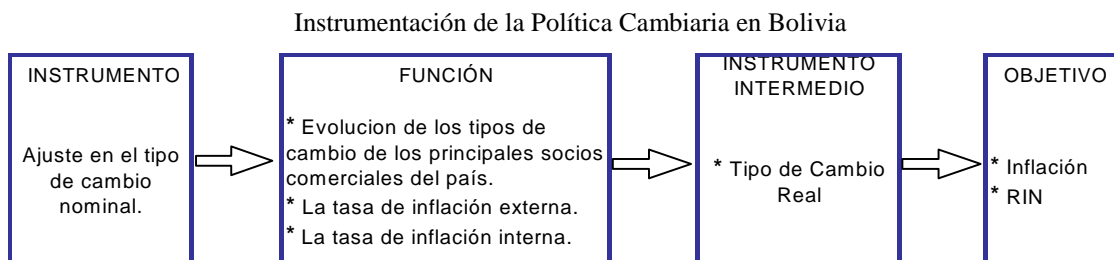 Instrumentación de la Política Cambiaria en Bolivia
INSTRUMENTO
Ajuste en el tipo
de cambio
nominal.
FUNCIÓN
* Evolucion de los tipos de
cambio de los principales socios
comerciales del país.
* La tasa de inflación externa.
* La tasa de inflación interna.
INSTRUMENTO
INTERMEDIO
* Tipo de Cambio
Real
OBJETIVO
* Inflación
* RIN